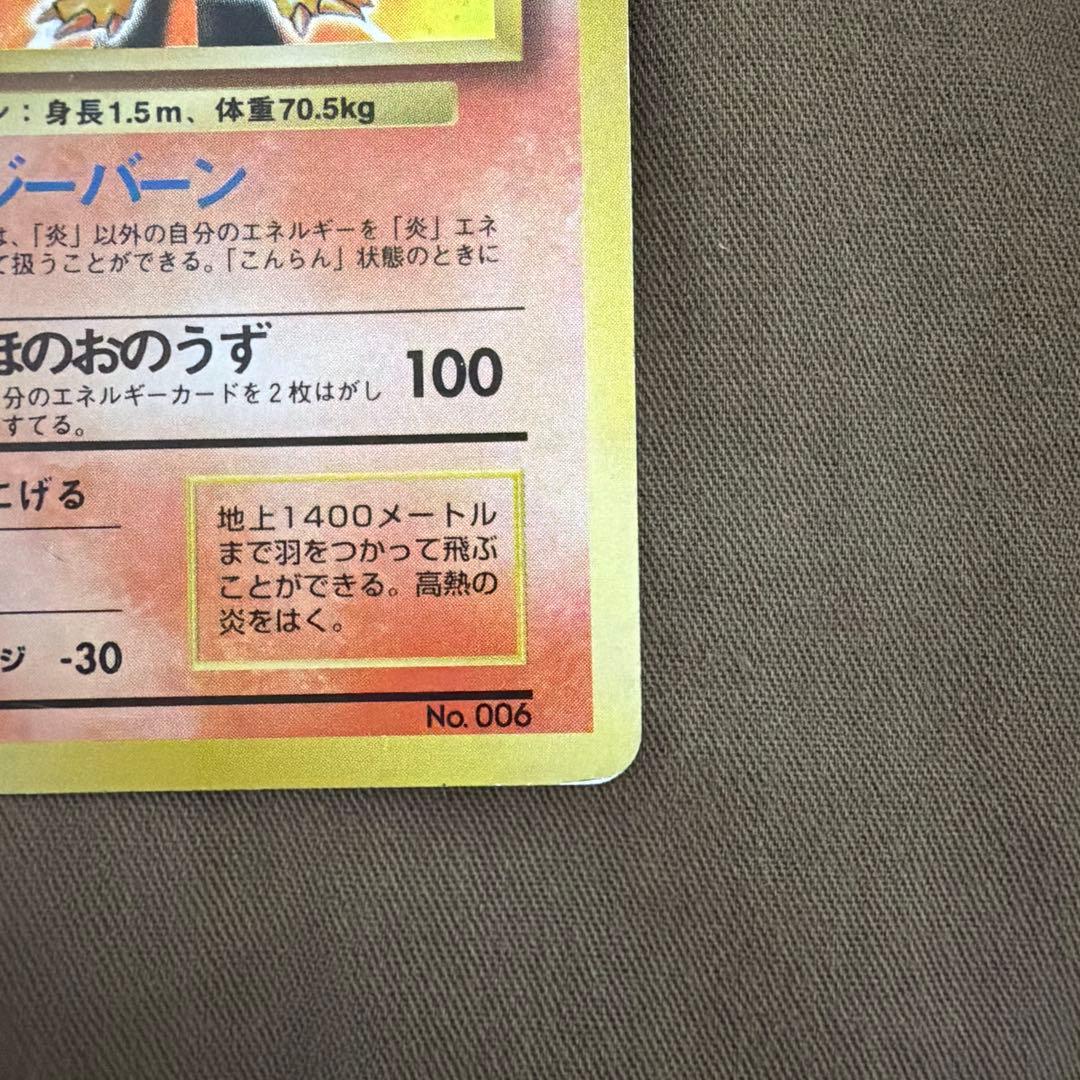 ：身長1.5m、体重70.5kg
ジーバーン
、「炎」以外の自分のエネルギーを「炎」エネ
扱うことができる。「こんらん」状態のときに
ほのおのうず 100
分のエネルギーカードを2枚はがし
すてる。
にげる
地上1400メートル
まで羽をつかって飛ぶ
ことができる。高熱の
炎をはく。
ジ -30
No. 006